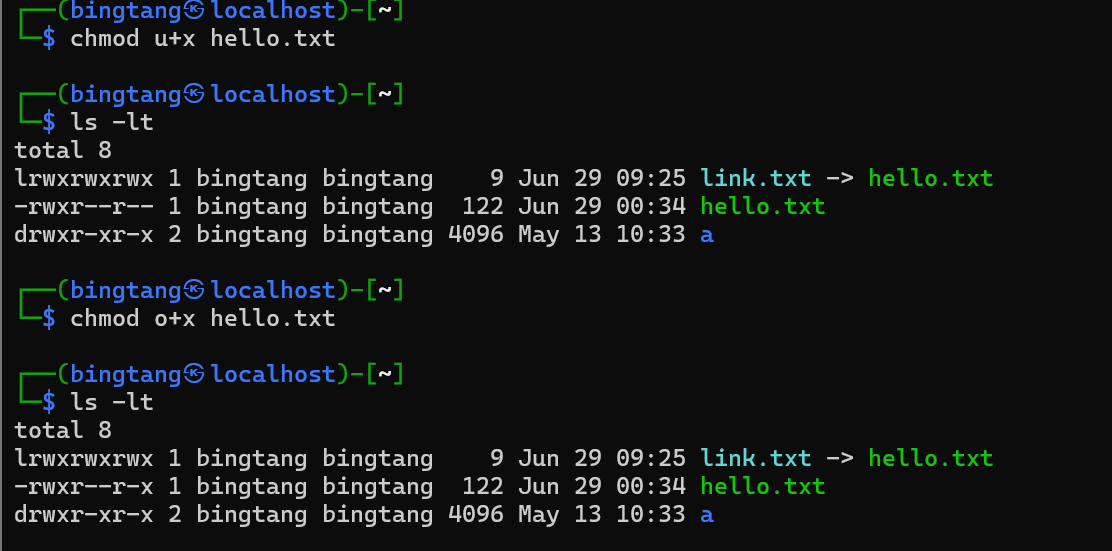 ┌──(bingtang㉿localhost)-[~]
└─$ chmod u+x hello.txt
┌──(bingtang㉿localhost)-[~]
└─$ ls -lt
total 8
lrwxrwxrwx 1 bingtang bingtang    9 Jun 29 09:25 link.txt -> hello.txt
-rwxr--r-- 1 bingtang bingtang  122 Jun 29 00:34 hello.txt
drwxr-xr-x 2 bingtang bingtang 4096 May 13 10:33 a
┌──(bingtang㉿localhost)-[~]
└─$ chmod o+x hello.txt
┌──(bingtang㉿localhost)-[~]
└─$ ls -lt
total 8
lrwxrwxrwx 1 bingtang bingtang    9 Jun 29 09:25 link.txt -> hello.txt
-rwxr--r-x 1 bingtang bingtang  122 Jun 29 00:34 hello.txt
drwxr-xr-x 2 bingtang bingtang 4096 May 13 10:33 a